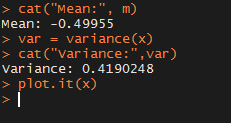 > cat("Mean:", m)
Mean: -0.49955
> var = variance(x)
> cat("Variance:",var)
Variance: 0.4190248
> plot.it(x)
>